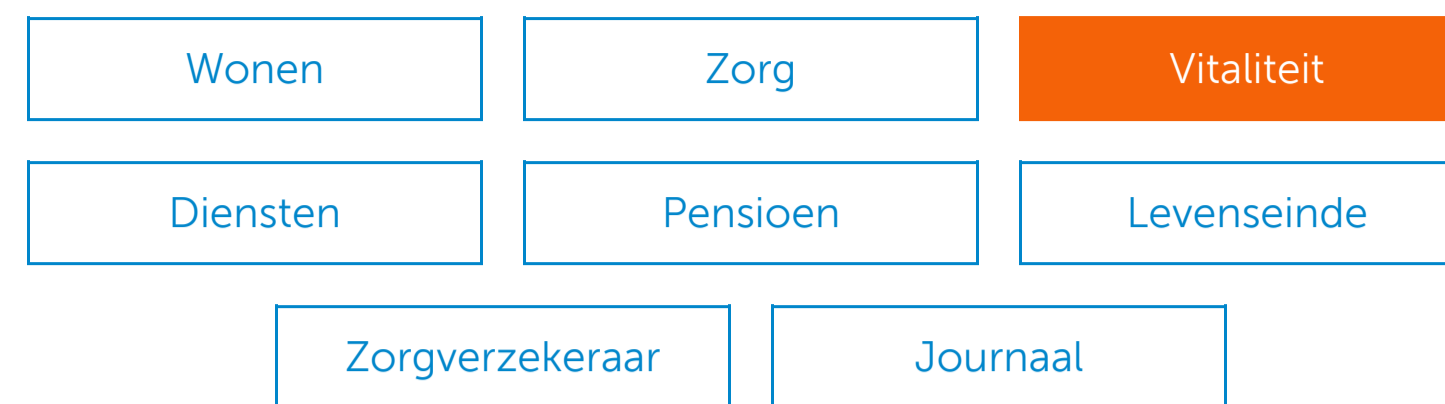 Wonen Zorg Vitaliteit
Diensten Pensioen Levenseinde
Zorgverzekeraar Journaal